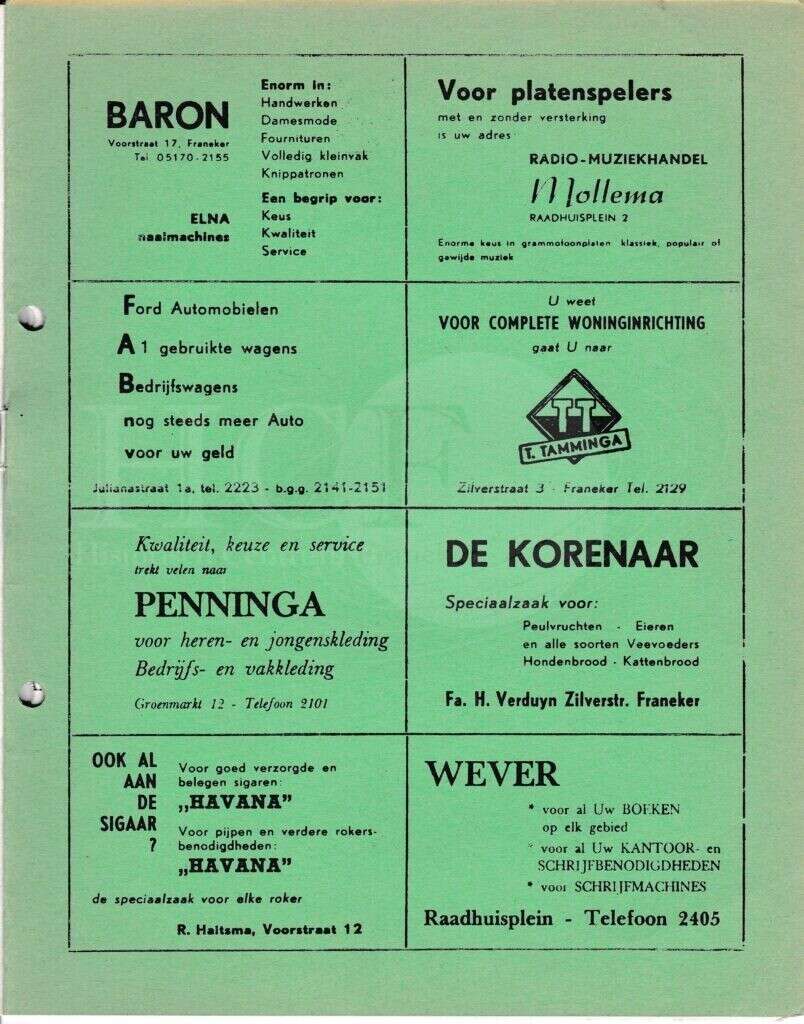 BARON
Voorstraat 17, Franeker
Tel 05170-2155
ELNA
naaimachines
Enorm in:
Handwerken
Damesmode
Fournituren
Volledig kleinvak
Knippatronen
Een begrip voor:
Keus
Kwaliteit
Service
Voor platenspelers
met en zonder versterking
is uw adres
RADIO-MUZIEKHANDEL
Mollema
RAADHUISPLEIN 2
Enorme keus in grammofoonplaten klassiek, populair of
gewijde muziek
Ford Automobielen
A 1 gebruikte wagens
Bedrijfswagens
nog steeds meer Auto
voor uw geld
Julianastraat 1a, tel. 2223 - b.g.g. 2141-2151
U weet
VOOR COMPLETE WONINGINRICHTING
gaat U naar
TT
T. TAMMINGA
Zilverstraat 3 - Franeker Tel. 2129
Kwaliteit, keuze en service
trekt velen naar
PENNINGA
voor heren- en jongenskleding
Bedrijfs- en vakkleding
Groenmarkt 12 - Telefoon 2101
DE KORENAAR
Speciaalzaak voor:
Peulvruchten - Eieren
en alle soorten Veevoeders
Hondenbrood - Kattenbrood
Fa. H. Verduyn Zilverstr. Franeker
OOK AL
AAN
DE
SIGAAR
?
Voor goed verzorgde en
belegen sigaren:
„HAVANA”
Voor pijpen en verdere rokers-
benodigdheden:
„HAVANA”
de speciaalzaak voor elke roker
R. Haitsma, Voorstraat 12
WEVER
* voor al Uw BOEKEN
op elk gebied
* voor al Uw KANTOOR- en
SCHRIJFBENODIGDHEDEN
* voor SCHRIJFMACHINES
Raadhuisplein - Telefoon 2405